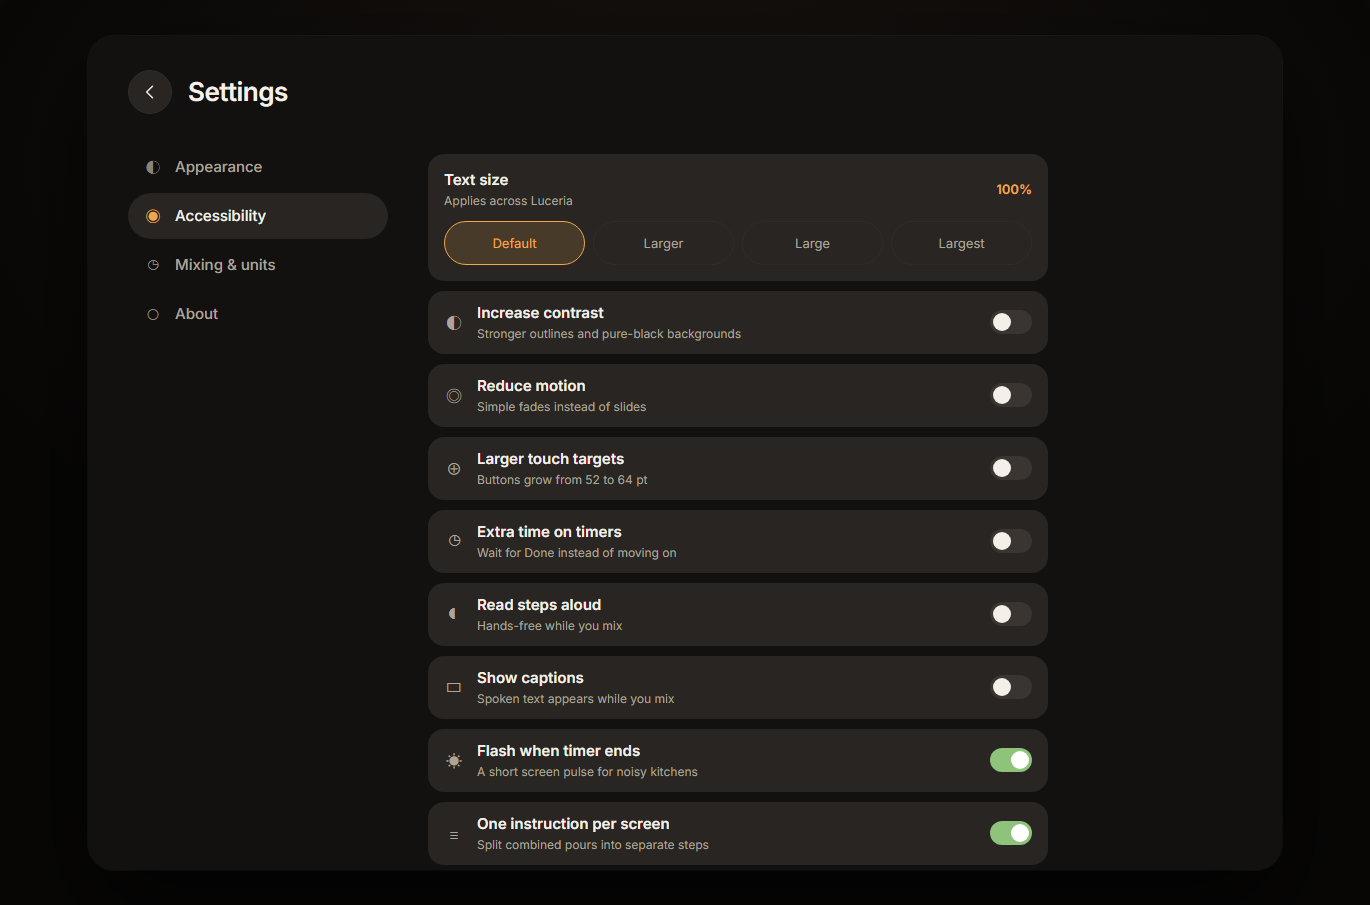 Settings
Appearance
Accessibility
Mixing & units
About
Text size
Applies across Luceria
100%
Default
Larger
Large
Largest
Increase contrast
Stronger outlines and pure-black backgrounds
Reduce motion
Simple fades instead of slides
Larger touch targets
Buttons grow from 52 to 64 pt
Extra time on timers
Wait for Done instead of moving on
Read steps aloud
Hands-free while you mix
Show captions
Spoken text appears while you mix
Flash when timer ends
A short screen pulse for noisy kitchens
One instruction per screen
Split combined pours into separate steps